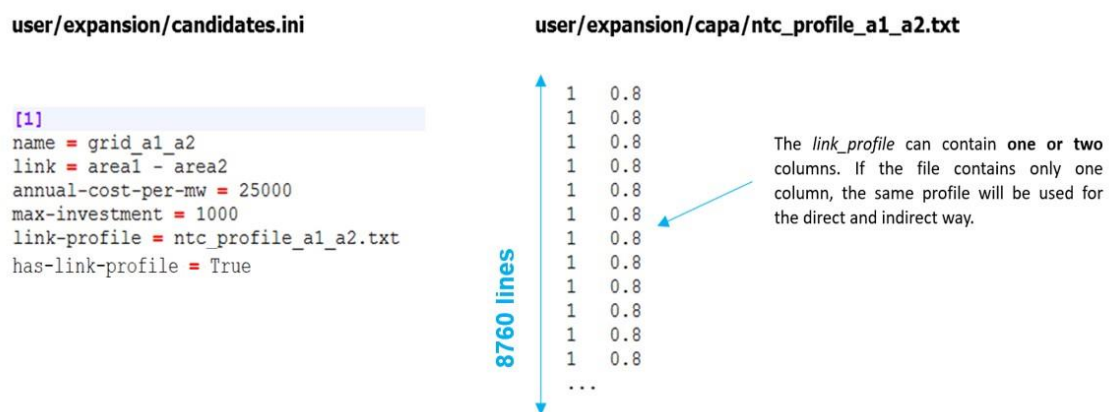 user/expansion/candidates.ini
[1]
name = grid_a1_a2
link = area1 - area2
annual-cost-per-mw = 25000
max-investment = 1000
link-profile = ntc_profile_a1_a2.txt
has-link-profile = True
user/expansion/capa/ntc_profile_a1_a2.txt
8760 lines
1 0.8
1 0.8
1 0.8
1 0.8
1 0.8
1 0.8
1 0.8
1 0.8
1 0.8
1 0.8
1 0.8
1 0.8
...
The link_profile can contain one or two
columns. If the file contains only one
column, the same profile will be used for
the direct and indirect way.